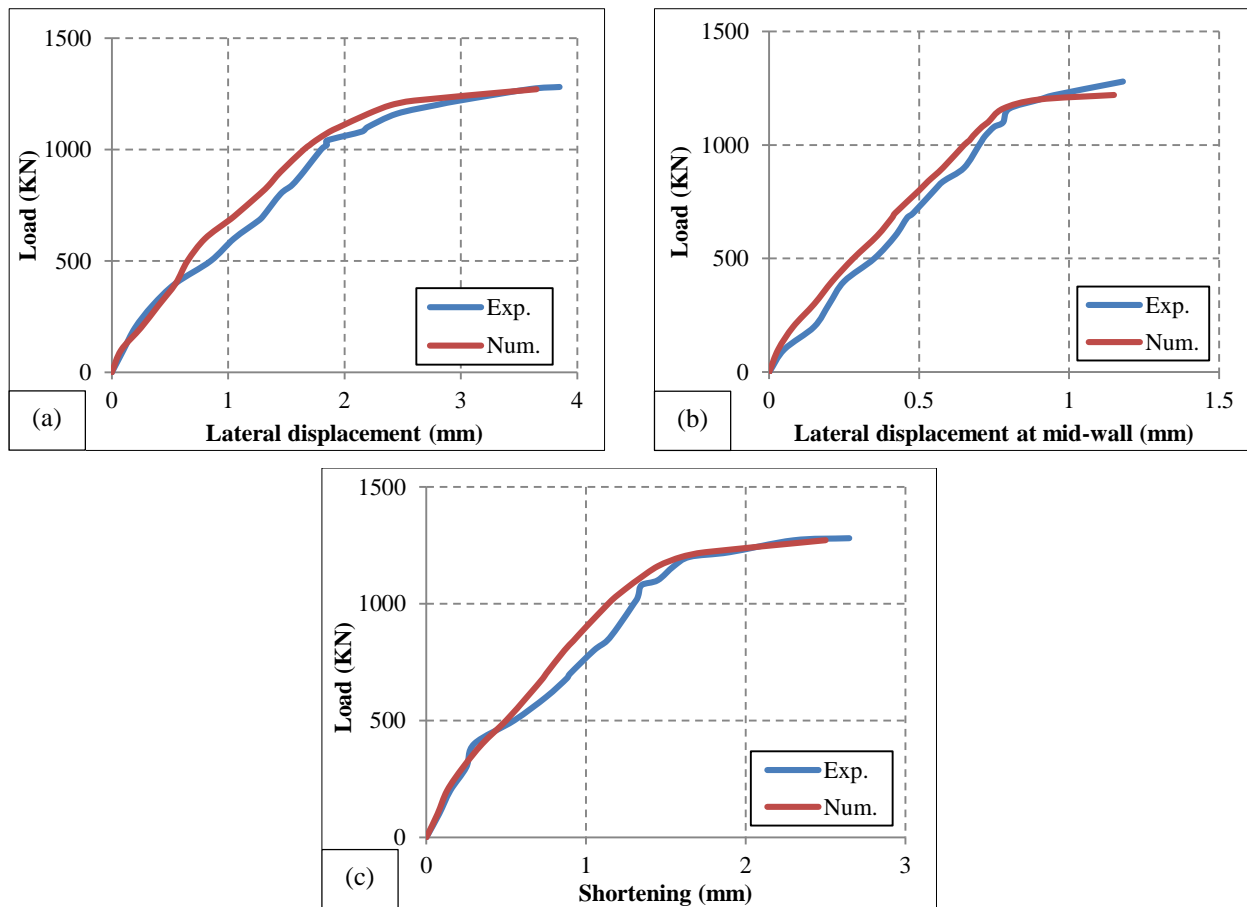 1500
1000
500
0
Load (KN)
0
1
2
3
4
Lateral displacement (mm)
Exp.
Num.
(a)
1500
1000
500
0
Load (KN)
0
0.5
1
1.5
Lateral displacement at mid-wall (mm)
Exp.
Num.
(b)
1500
1000
500
0
Load (KN)
0
1
2
3
Shortening (mm)
Exp.
Num.
(c)